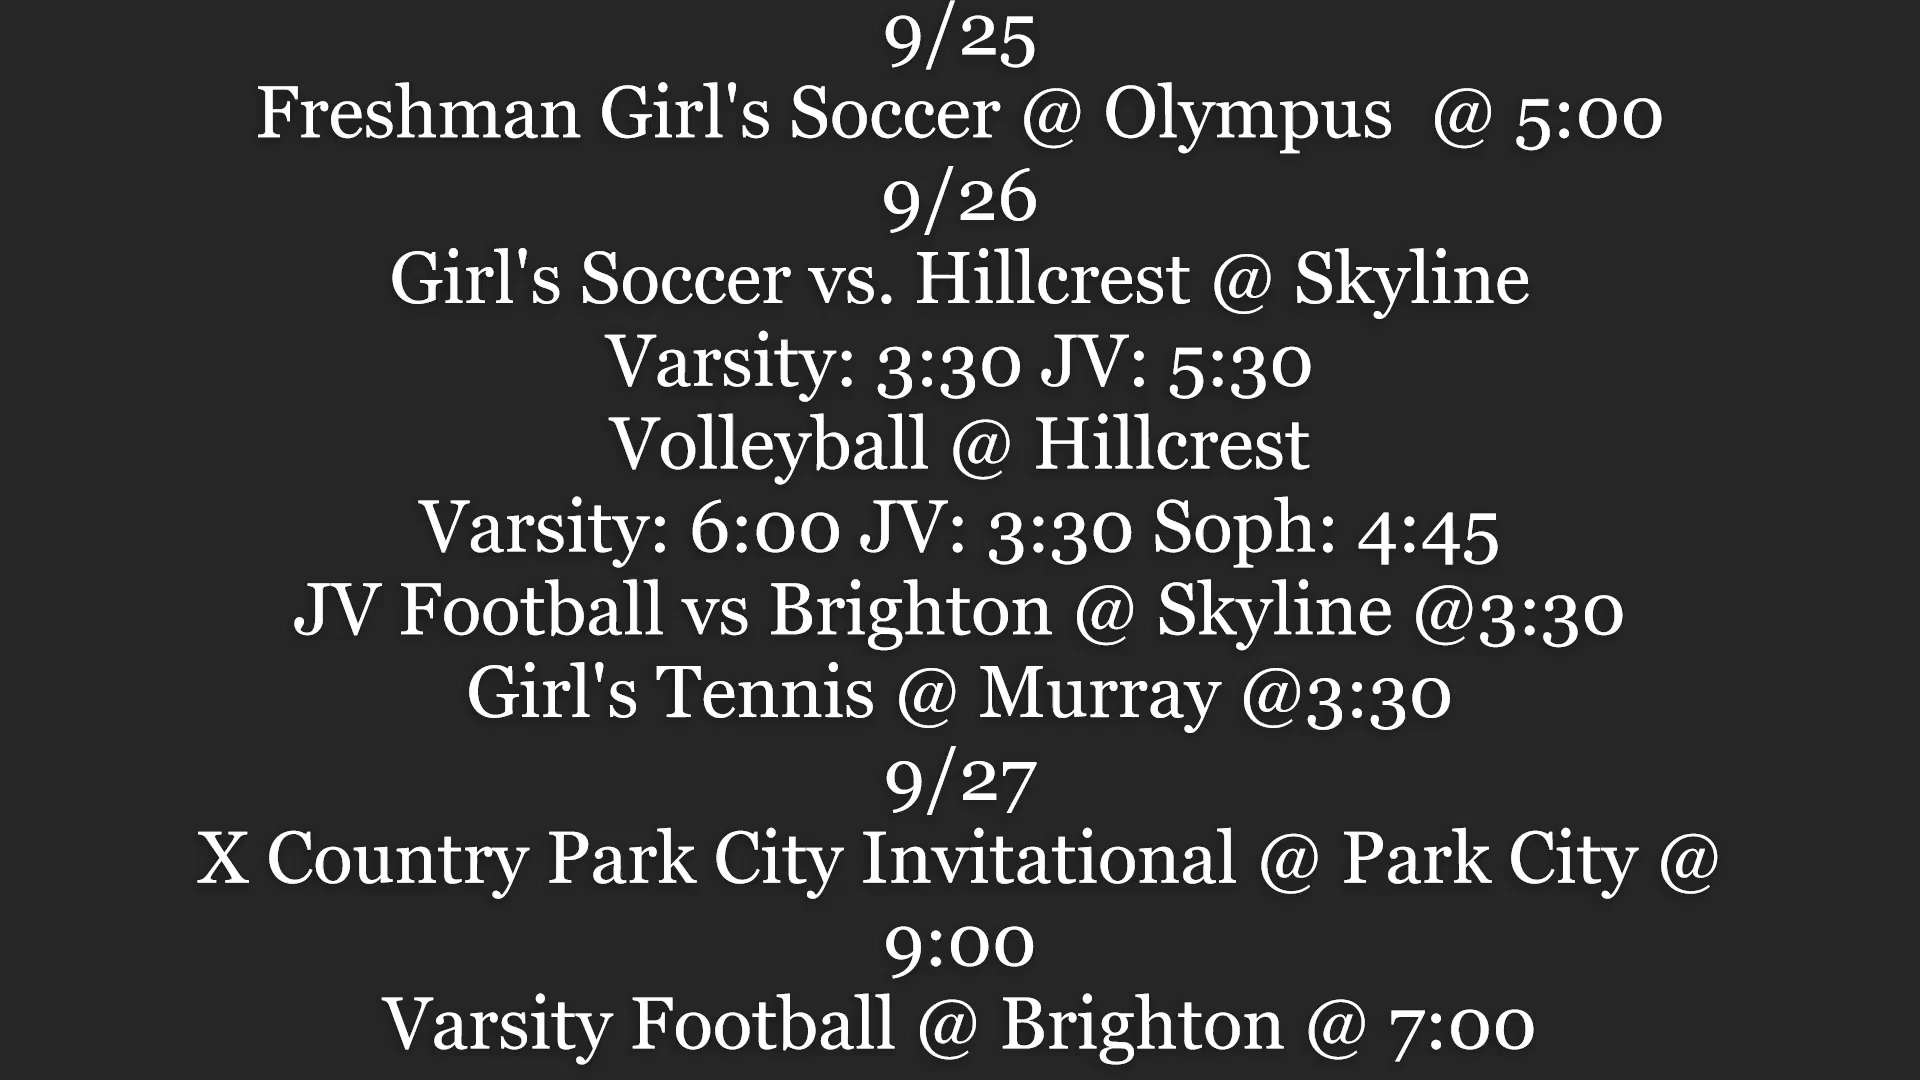 9/25
Freshman Girl's Soccer @ Olympus  @ 5:00
9/26
Girl's Soccer vs. Hillcrest @ Skyline
Varsity: 3:30 JV: 5:30
Volleyball @ Hillcrest
Varsity: 6:00 JV: 3:30 Soph: 4:45
JV Football vs Brighton @ Skyline @3:30
Girl's Tennis @ Murray @3:30
9/27
X Country Park City Invitational @ Park City @
9:00
Varsity Football @ Brighton @ 7:00